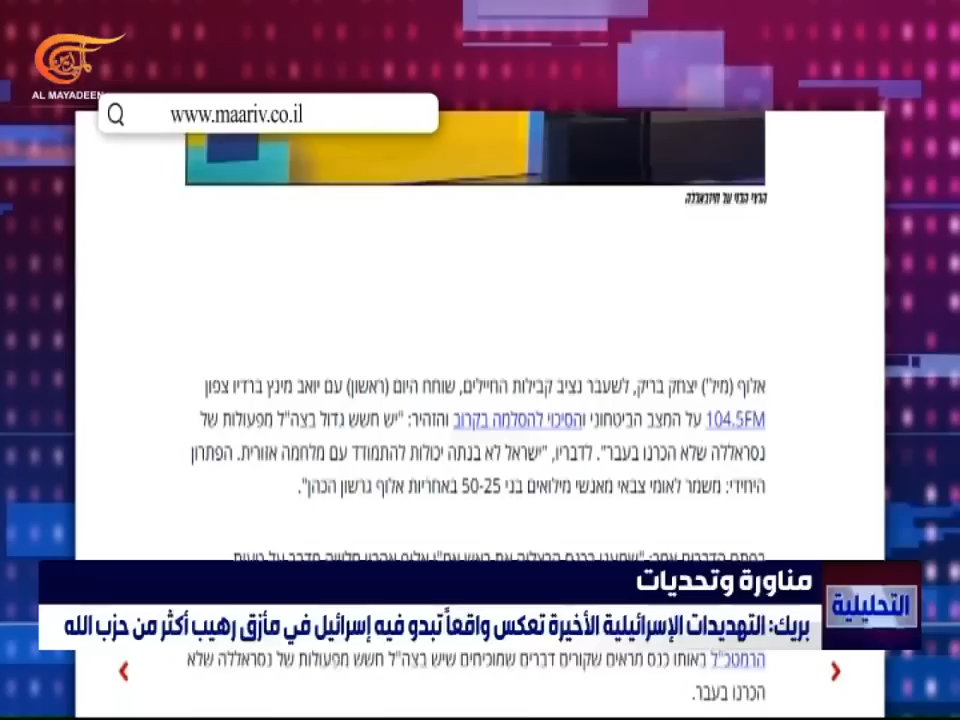 AL MAYADEEN
www.maariv.co.il
אלוף (מיל') יצחק בריק, לשעבר נציב קבילות החיילים, שוחח היום (ראשון) עם יואב מינץ ברדיו צפון
104.5FM על המצב הביטחוני והסיכוי להסלמה בקרוב והזהיר: "יש חשש גדול בצה"ל מפעולות של
נסראללה שלא הכרנו בעבר". לדבריו, "ישראל לא בנתה יכולות להתמודד עם מלחמה אזורית. הפתרון
היחידי: משמר לאומי צבאי מאנשי מילואים בני 50-25 באחריות אלוף גרשון הכהן".
مناورة وتحديات
التحليلية
بريك: التهديدات الإسرائيلية الأخيرة تعكس واقعاً تبدو فيه إسرائيل في مأزق رهيب أكثر من حزب الله
הרמטכ"ל באותו כנס מראים שקורים דברים שמוכיחים שיש בצה"ל חשש מפעולות של נסראללה שלא
הכרנו בעבר.